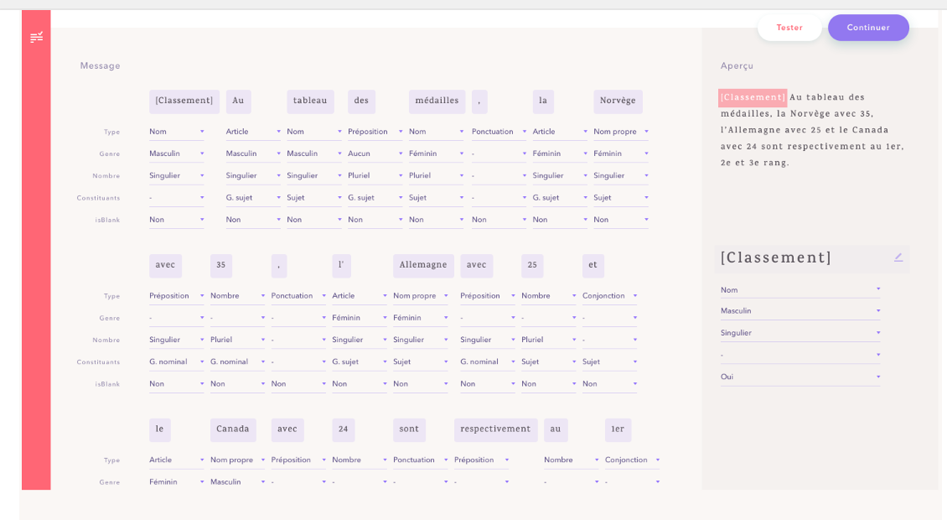 Tester Continuer
Message Aperçu
[Classement] Au tableau des médailles , la Norvège
Type Nom Article Nom Préposition Nom Ponctuation Article Nom propre
Genre Masculin Masculin Masculin Aucun Féminin - Féminin Féminin
Nombre Singulier Singulier Singulier Pluriel Pluriel - Singulier Singulier
Constituants - G. sujet Sujet G. sujet Sujet - G. sujet Sujet
isBlank Non Non Non Non Non Non Non Non
avec 35 , l' Allemagne avec 25 et
Type Préposition Nombre Ponctuation Article Nom propre Préposition Nombre Conjonction
Genre - - - Féminin Féminin - - -
Nombre Singulier Pluriel - Singulier Singulier Singulier Pluriel -
Constituants G. nominal G. nominal - G. sujet Sujet G. nominal Sujet Sujet
isBlank Non Non Non Non Non Non Non Non
le Canada avec 24 sont respectivement au 1er
Type Article Nom propre Préposition Nombre Ponctuation Préposition Nombre Conjonction
Genre Féminin Masculin - - - - - -
[Classement] Au tableau des
médailles, la Norvège avec 35,
l'Allemagne avec 25 et le Canada
avec 24 sont respectivement au 1er,
2e et 3e rang.
[Classement]
Nom
Masculin
Singulier
-
Oui